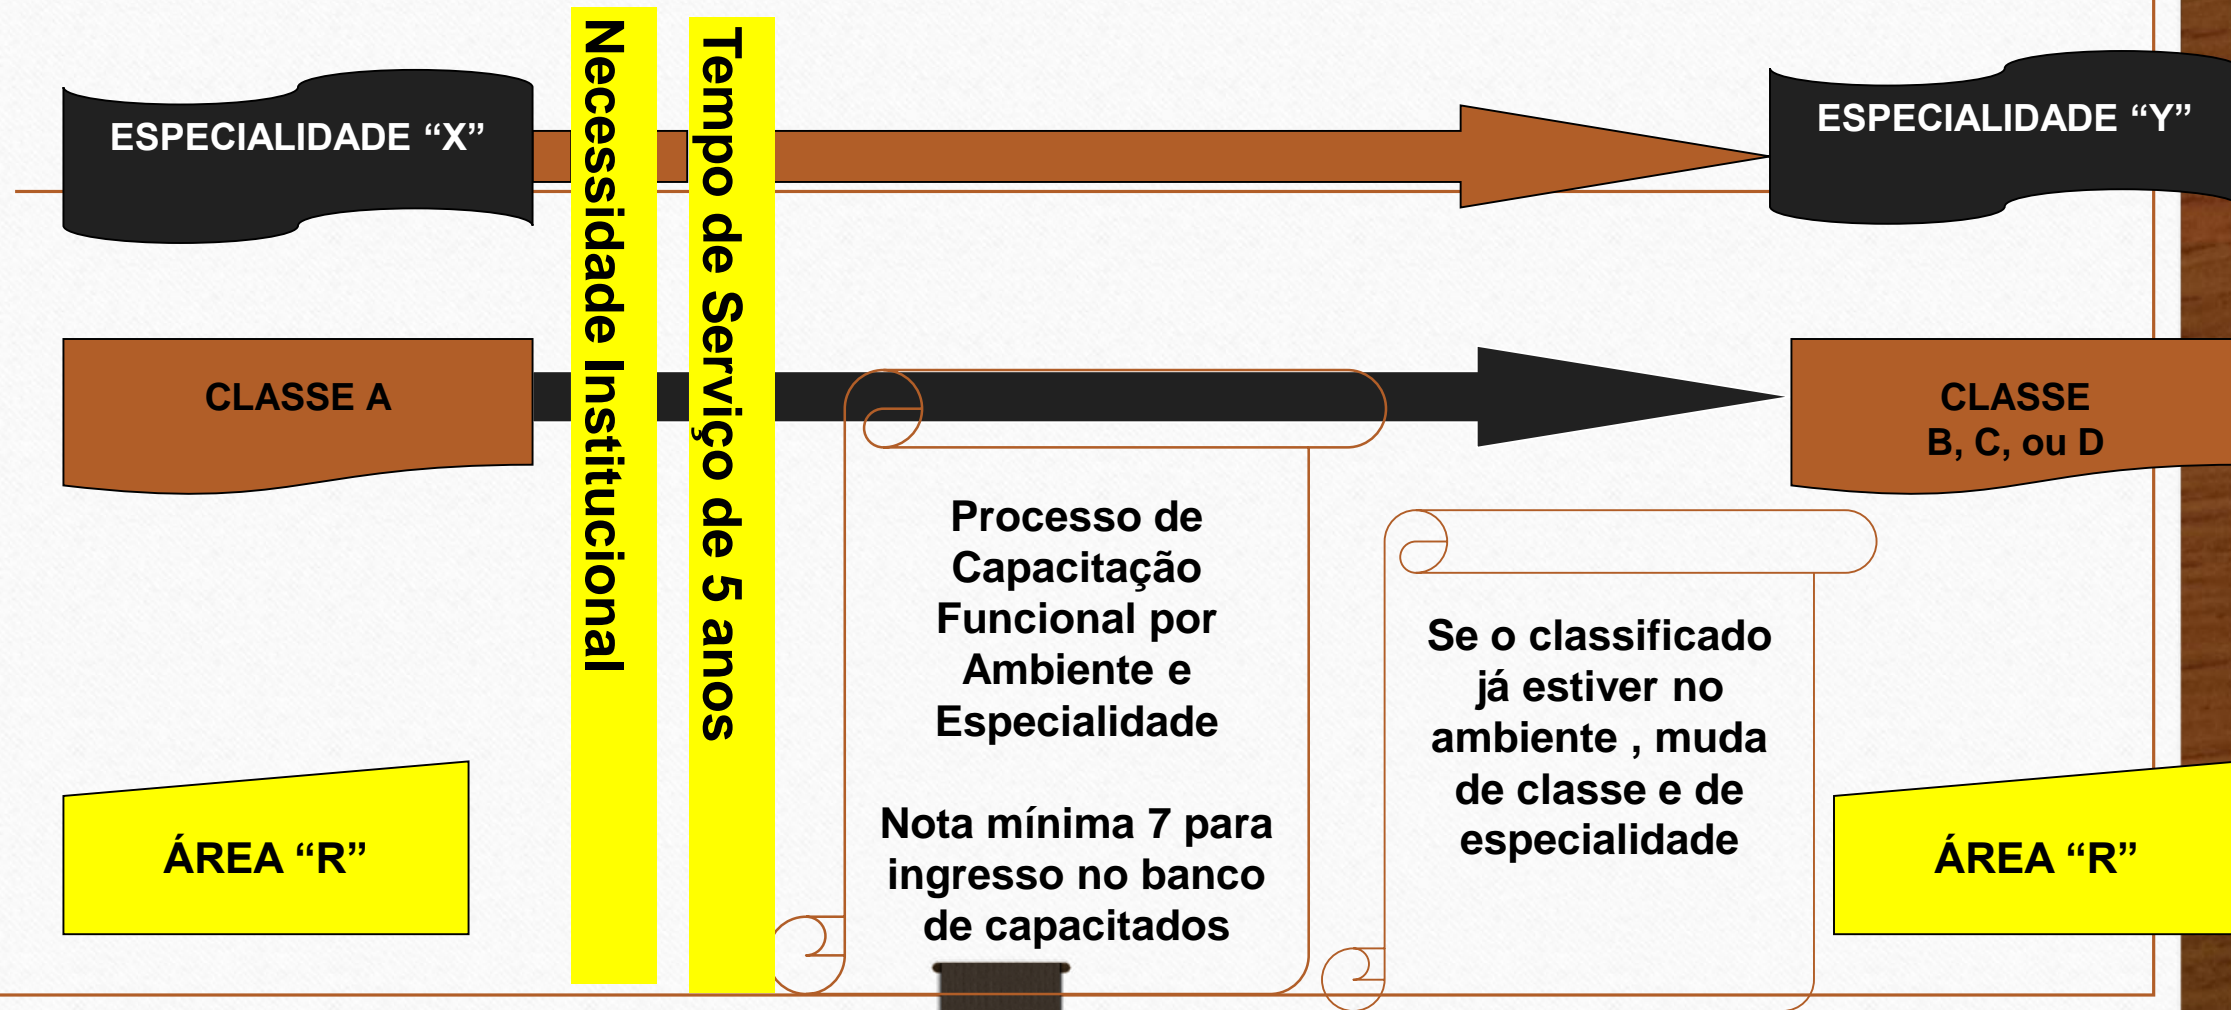 ESPECIALIDADE “X”
Necessidade Institucional
Tempo de Serviço de 5 anos
ESPECIALIDADE “Y”
CLASSE A
CLASSE
B, C, ou D
Processo de
Capacitação
Funcional por
Ambiente e
Especialidade
Nota mínima 7 para
ingresso no banco
de capacitados
Se o classificado
já estiver no
ambiente , muda
de classe e de
especialidade
ÁREA “R”
ÁREA “R”